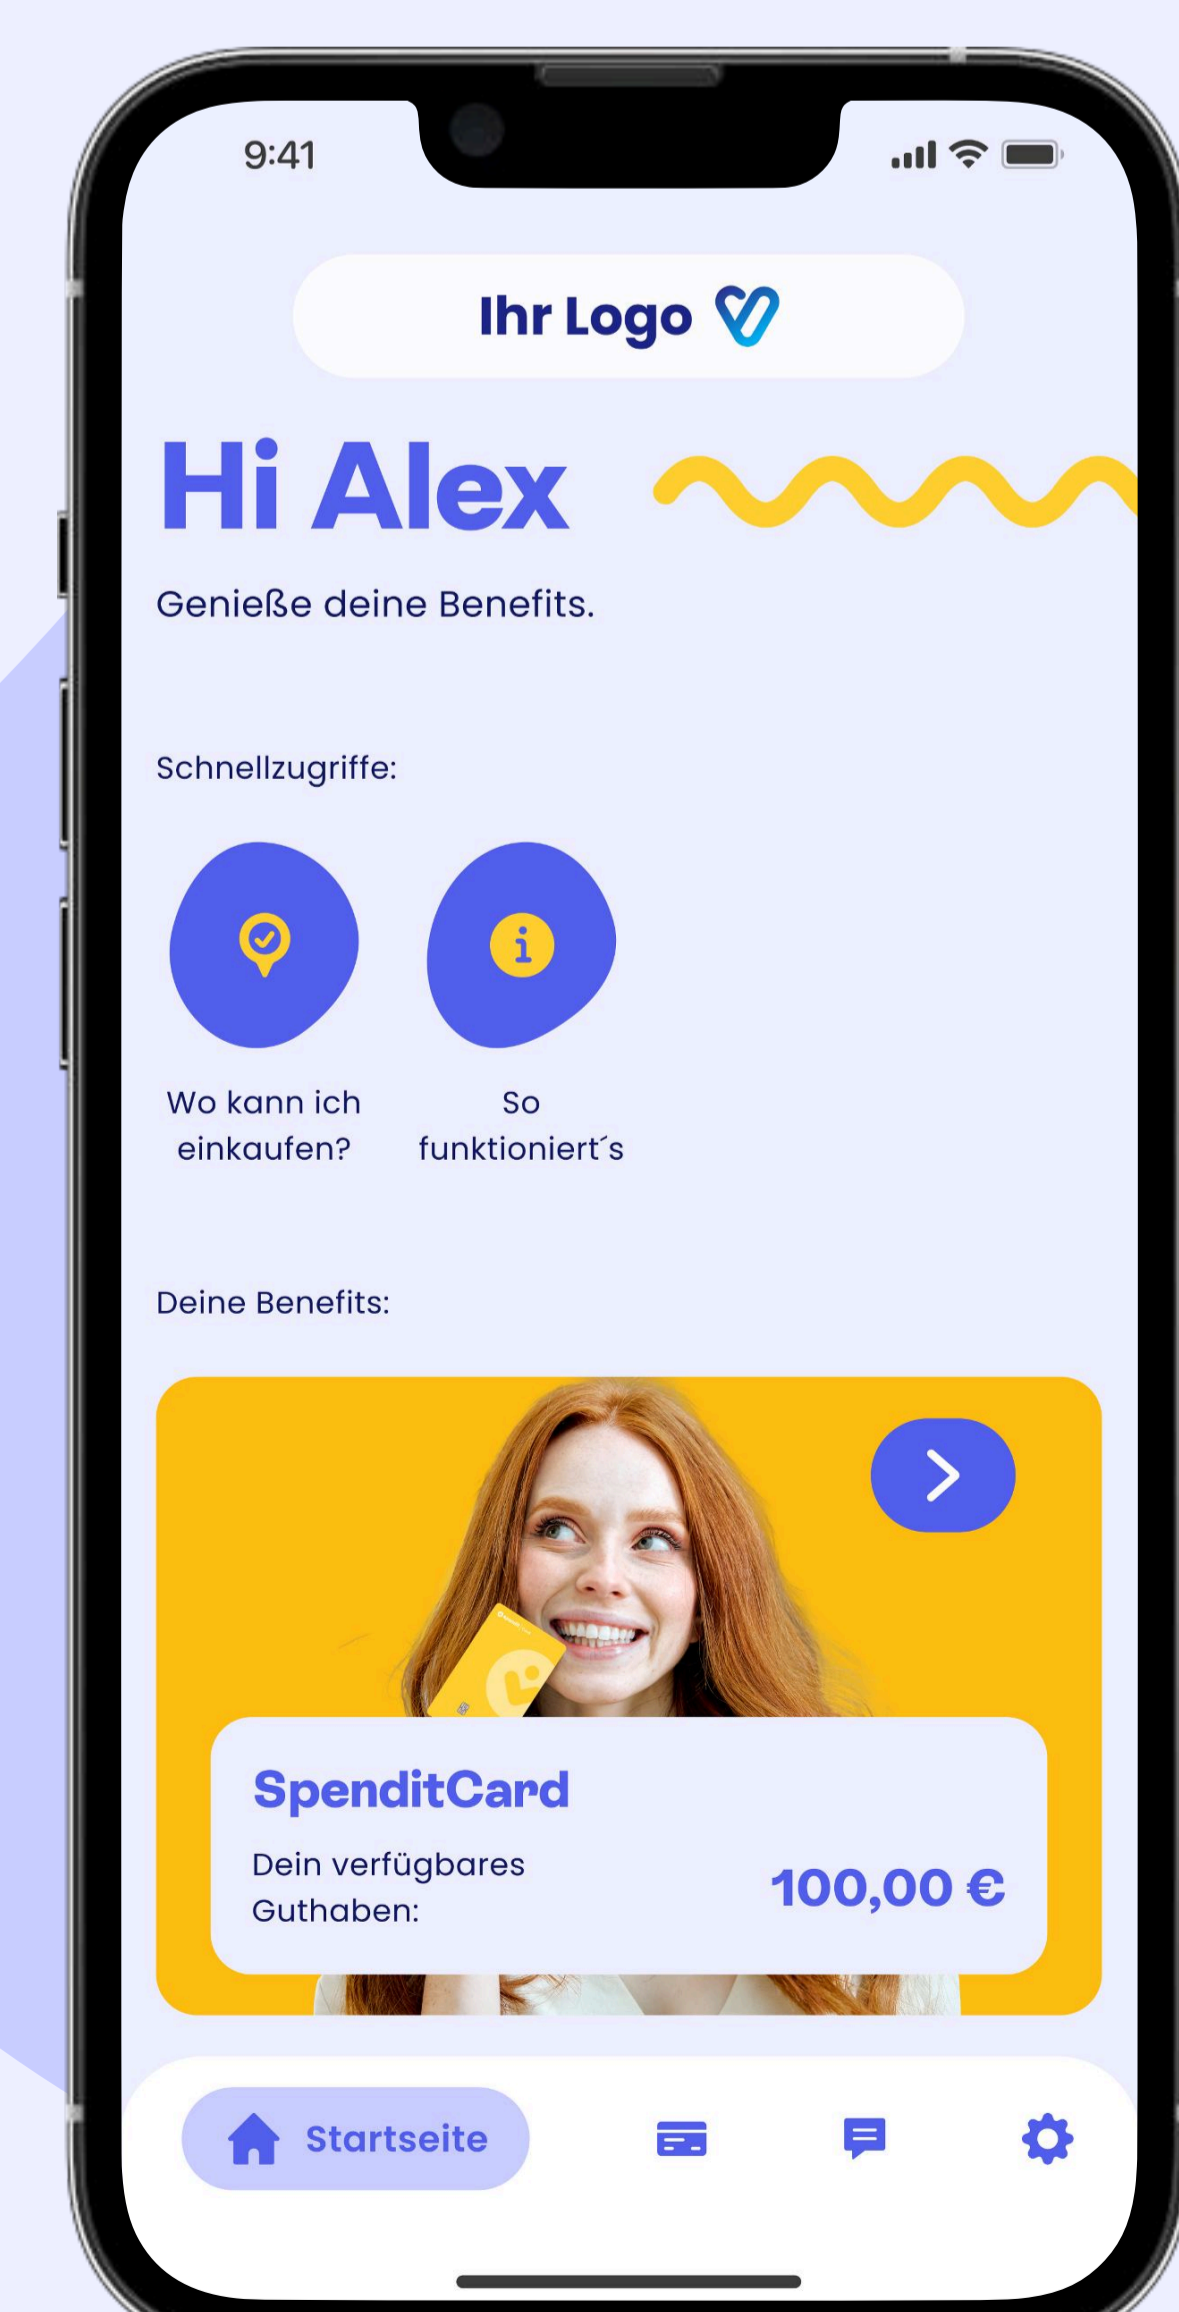 9:41
Ihr Logo
Hi Alex
Genieße deine Benefits.
Schnellzugriffe:
Wo kann ich
einkaufen?
So
funktioniert´s
Deine Benefits:
SpenditCard
Dein verfügbares
Guthaben:
100,00 €
Startseite